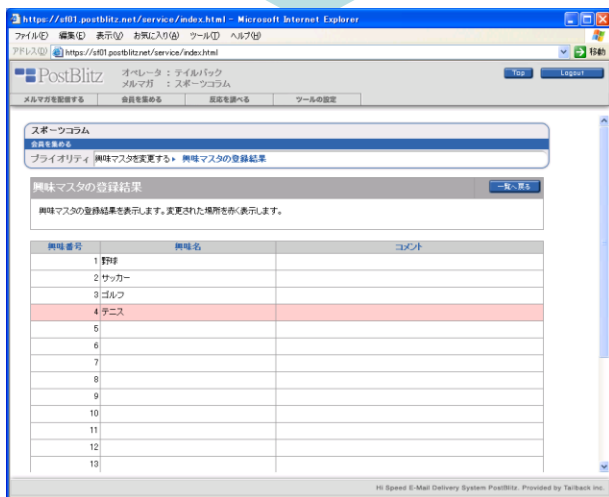 https://sf01.postblitz.net/service/index.html - Microsoft Internet Explorer
ファイル(F) 編集(E) 表示(V) お気に入り(A) ツール(T) ヘルプ(H)
アドレス(D) https://sf01.postblitz.net/service/index.html 移動
PostBlitz オペレータ : テイルバック Top Logout
メルマガ : スポーツコラム
メルマガを配信する 会員を集める 反応を調べる ツールの設定
スポーツコラム
会員を集める
プライオリティ 興味マスタを変更する 興味マスタの登録結果
興味マスタの登録結果 一覧へ戻る
興味マスタの登録結果を表示します。変更された場所を赤く表示します。
興味番号 興味名 コメント
1 野球
2 サッカー
3 ゴルフ
4 テニス
5
6
7
8
9
10
11
12
13
Hi Speed E-Mail Delivery System PostBlitz. Provided by Tailback inc.